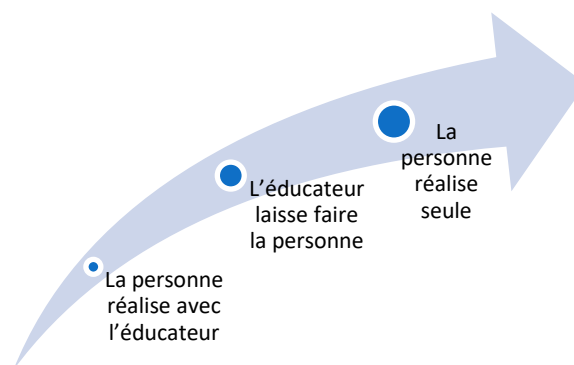 La personne
réalise avec
l’éducateur
L’éducateur
laisse faire
la personne
La
personne
réalise
seule